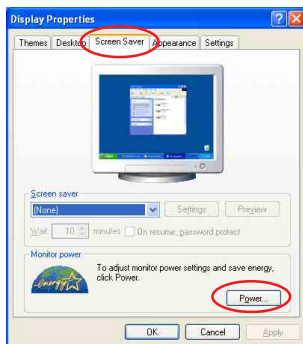 Display Properties
Themes Desktop Screen Saver Appearance Settings
Screen saver
(None) Settings Preview
Wait: 10 minutes On resume, password protect
Monitor power
To adjust monitor power settings and save energy,
click Power.
energy
Power...
OK Cancel Apply